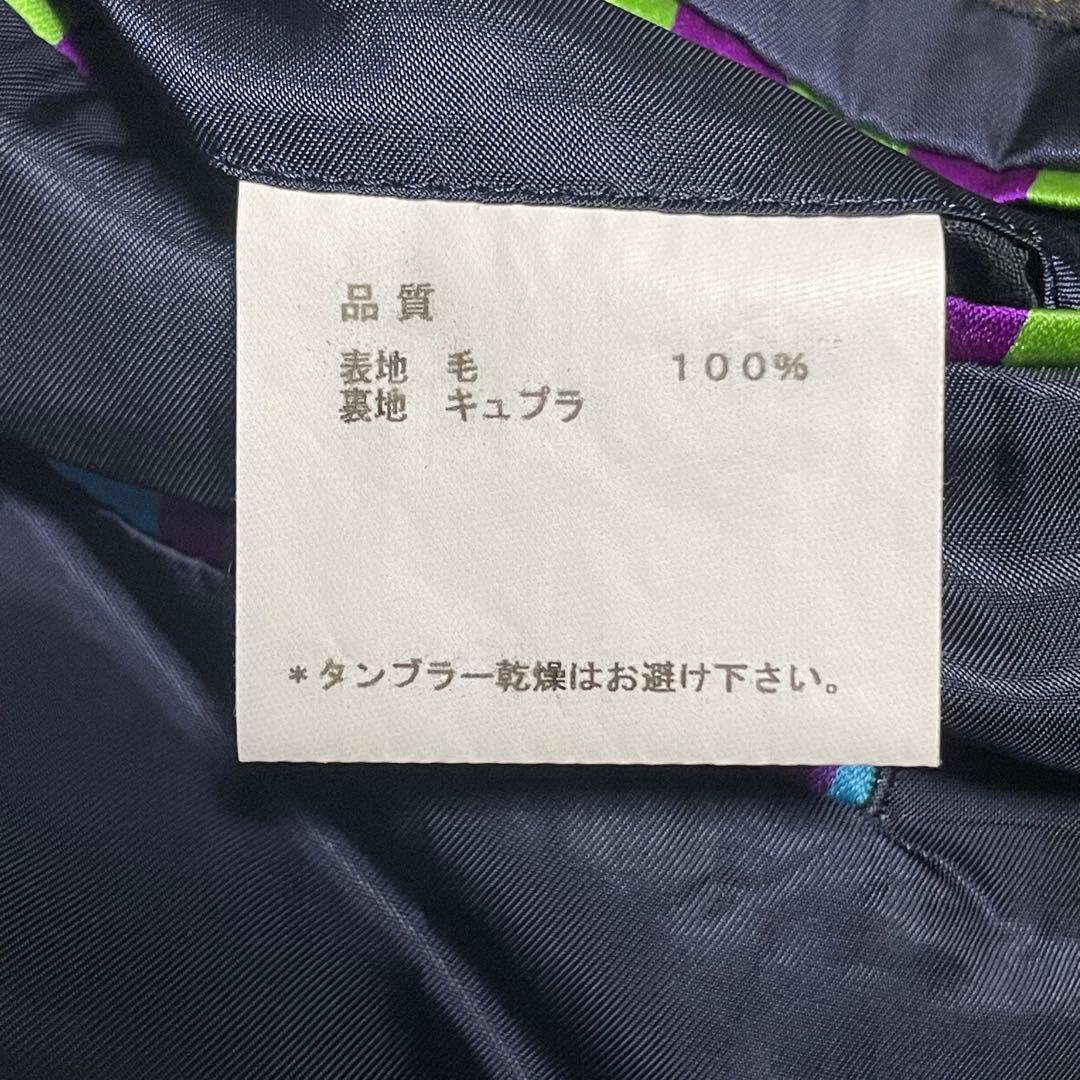 品質
表地 毛 100%
裏地 キュプラ
*タンブラー乾燥はお避け下さい。